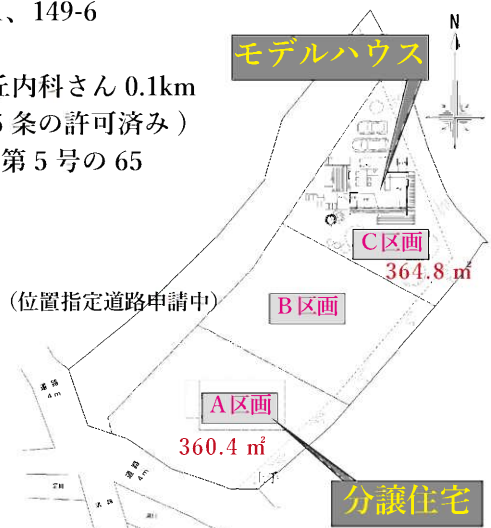 、149-6
丘内科さん 0.1km
条の許可済み )
第 5 号の 65
N
モデルハウス
C区画
364.8 ㎡
(位置指定道路申請中)
B区画
道路
4m
A区画
360.4 ㎡
道路
4m
分譲住宅